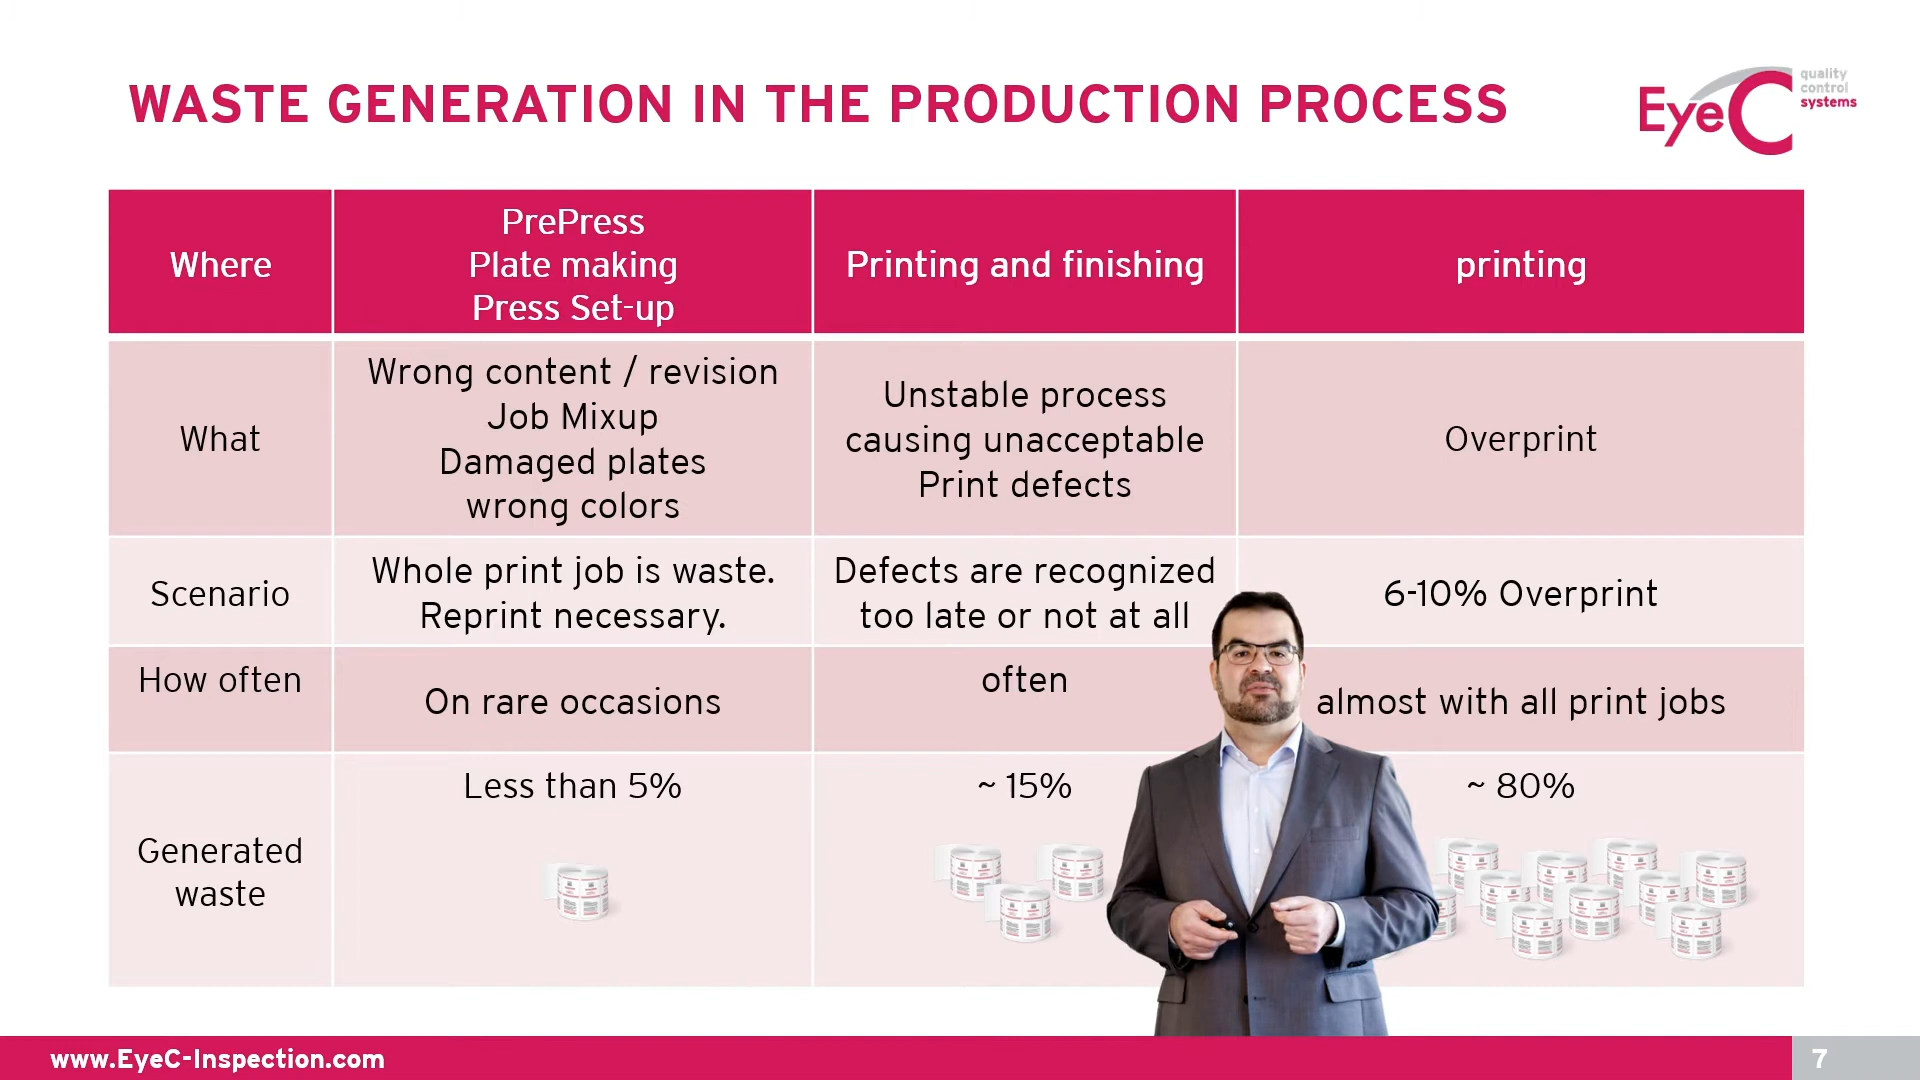 WASTE GENERATION IN THE PRODUCTION PROCESS
EyeC
quality
control
systems
Where
PrePress
Plate making
Press Set-up
Printing and finishing
printing
What
Wrong content / revision
Job Mixup
Damaged plates
wrong colors
Unstable process
causing unacceptable
Print defects
Overprint
Scenario
Whole print job is waste.
Reprint necessary.
Defects are recognized
too late or not at all
6-10% Overprint
How often
On rare occasions
often
almost with all print jobs
Generated
waste
Less than 5%
~ 15%
~ 80%
www.EyeC-Inspection.com
7